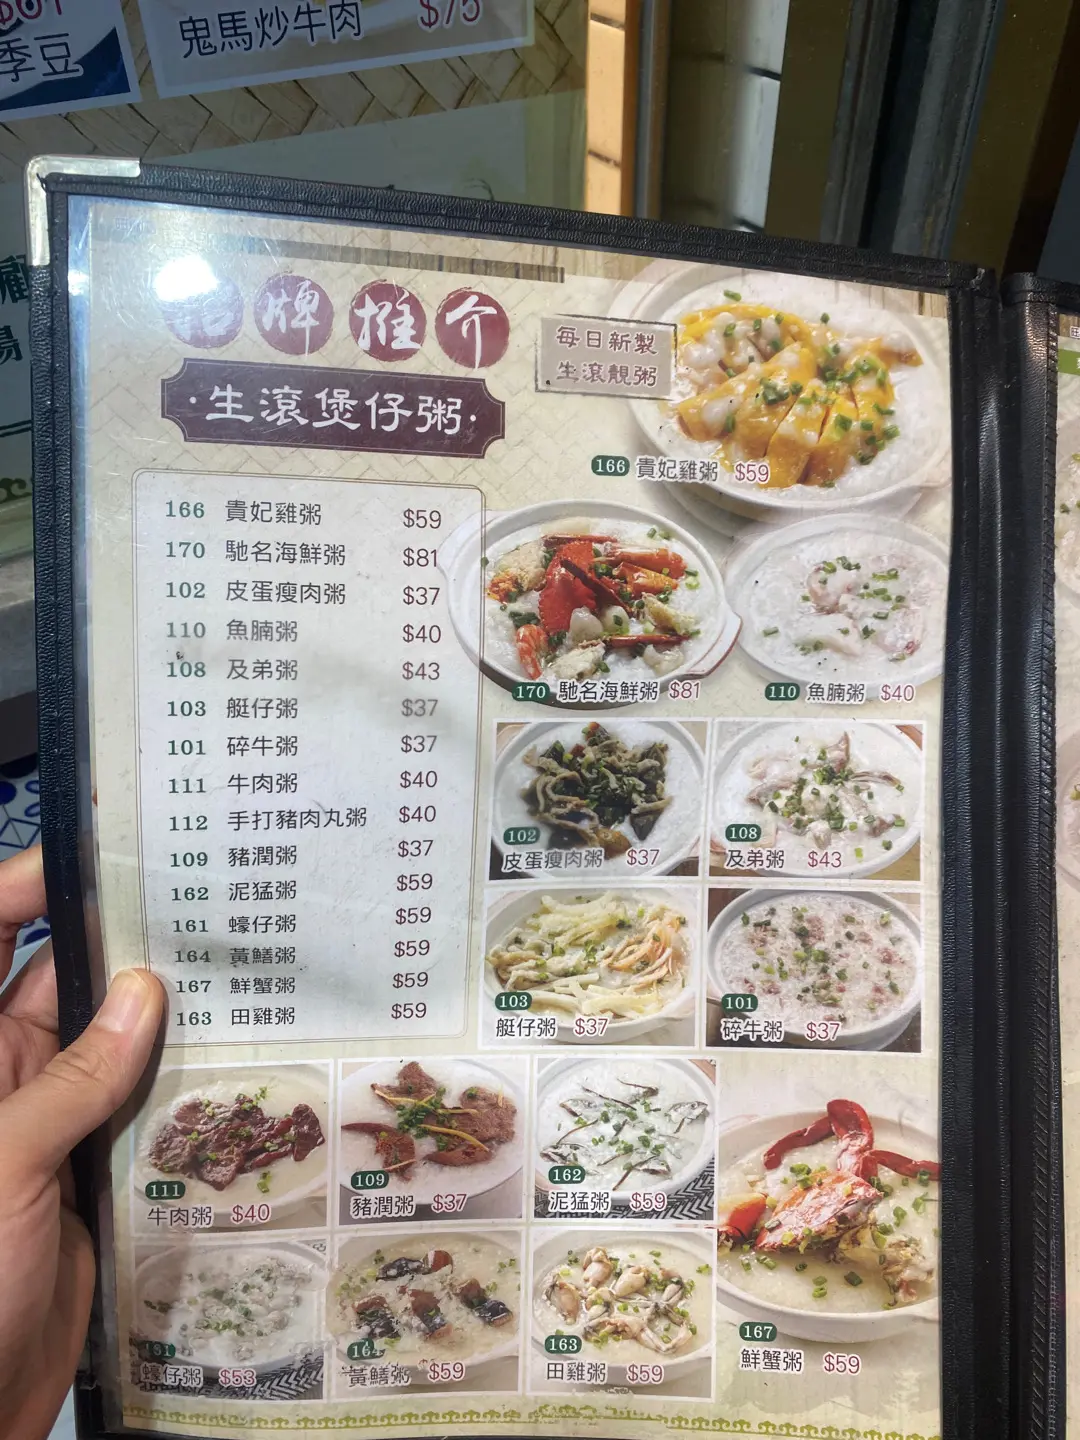 季豆
鬼馬炒牛肉 $75
招牌推介
·生滾煲仔粥·
每日新製
生滾靚粥
166 貴妃雞粥 $59
166 貴妃雞粥 $59
170 馳名海鮮粥 $81
102 皮蛋瘦肉粥 $37
110 魚腩粥 $40
108 及弟粥 $43
103 艇仔粥 $37
101 碎牛粥 $37
111 牛肉粥 $40
112 手打豬肉丸粥 $40
109 豬潤粥 $37
162 泥猛粥 $59
161 蠔仔粥 $59
164 黃鱔粥 $59
167 鮮蟹粥 $59
163 田雞粥 $59
170 馳名海鮮粥 $81
110 魚腩粥 $40
102
皮蛋瘦肉粥 $37
108
及弟粥 $43
103
艇仔粥 $37
101
碎牛粥 $37
111
牛肉粥 $40
109
豬潤粥 $37
162
泥猛粥 $59
蠔仔粥 $53
164
黃鱔粥 $59
163
田雞粥 $59
167
鮮蟹粥 $59